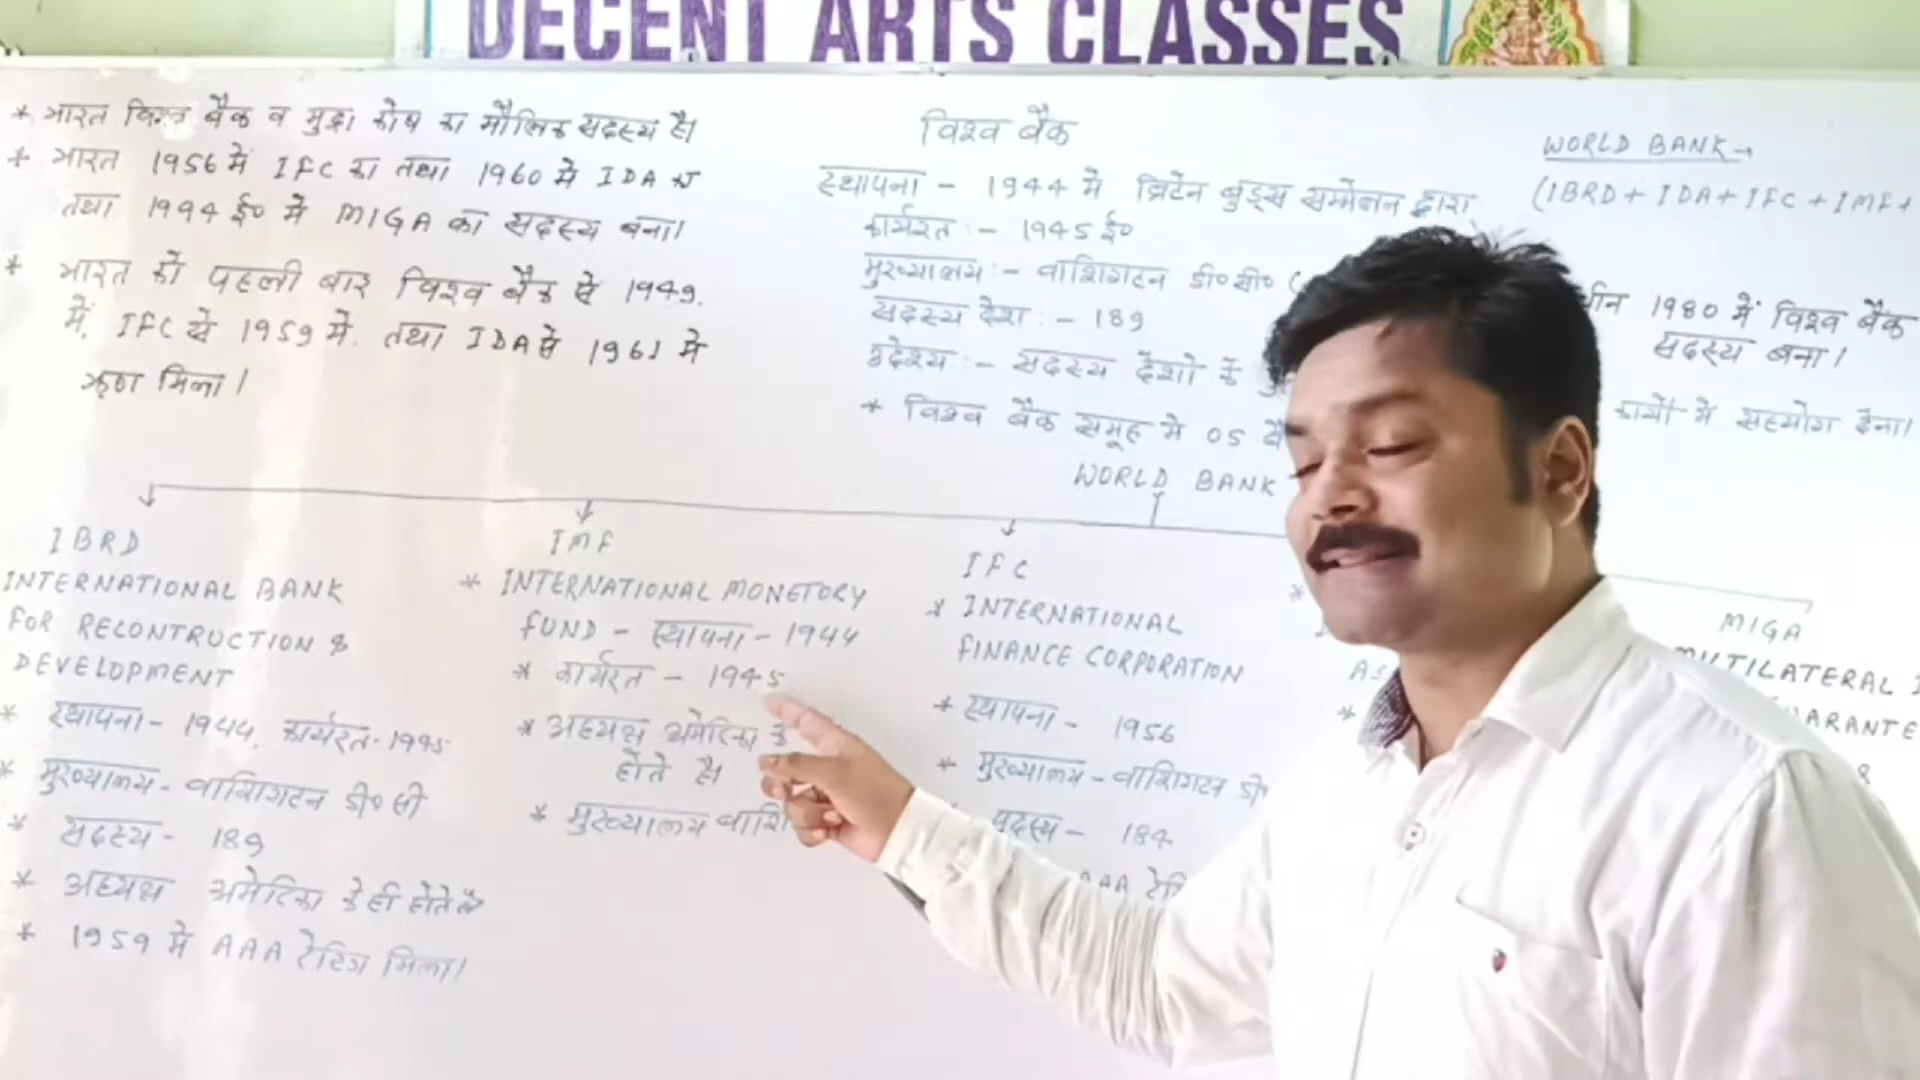 DECENT ARTS CLASSES
* भारत विश्व बैंक व मुद्रा कोष का मौलिक सदस्य है।
* भारत 1956 में IFC का तथा 1960 में IDA
तथा 1994 ई० में MIGA का सदस्य बना।
* भारत को पहली बार विश्व बैंक से 1949.
में, IFC से 1959 में. तथा IDA से 1961 में
ऋण मिला।
विश्व बैंक
स्थापना - 1944 में ब्रिटेन वुड्स सम्मेलन द्वारा
कार्यरत :- 1945 ई०
मुख्यालय :- वाशिंगटन डी० सी० (
सदस्य देश :- 189
उदेश्य :- सदस्य देशो के
कार्यो में सहयोग देना।
* विश्व बैंक समूह में 05
WORLD BANK→
(IBRD + IDA + IFC + IMF +
1980 में विश्व बैंक
सदस्य बना।
WORLD BANK
IBRD
INTERNATIONAL BANK
FOR RECONTRUCTION &
DEVELOPMENT
* स्थापना - 1944, कार्यरत - 1945
* मुख्यालय - वाशिंगटन डी० सी
* सदस्य - 189
* अध्यक्ष अमेरिका के ही होते है
* 1959 में AAA रेटिंग मिला।
IMF
* INTERNATIONAL MONETORY
FUND - स्थापना - 1944
* कार्यरत - 1945
* अध्यक्ष अमेरिका के
होते है।
* मुख्यालय
IFC
* INTERNATIONAL
FINANCE CORPORATION
* स्थापना - 1956
* मुख्यालय - वाशिंगटन डी०
सदस्य - 184
AAA
AS
*
MIGA
MULTILATERAL I